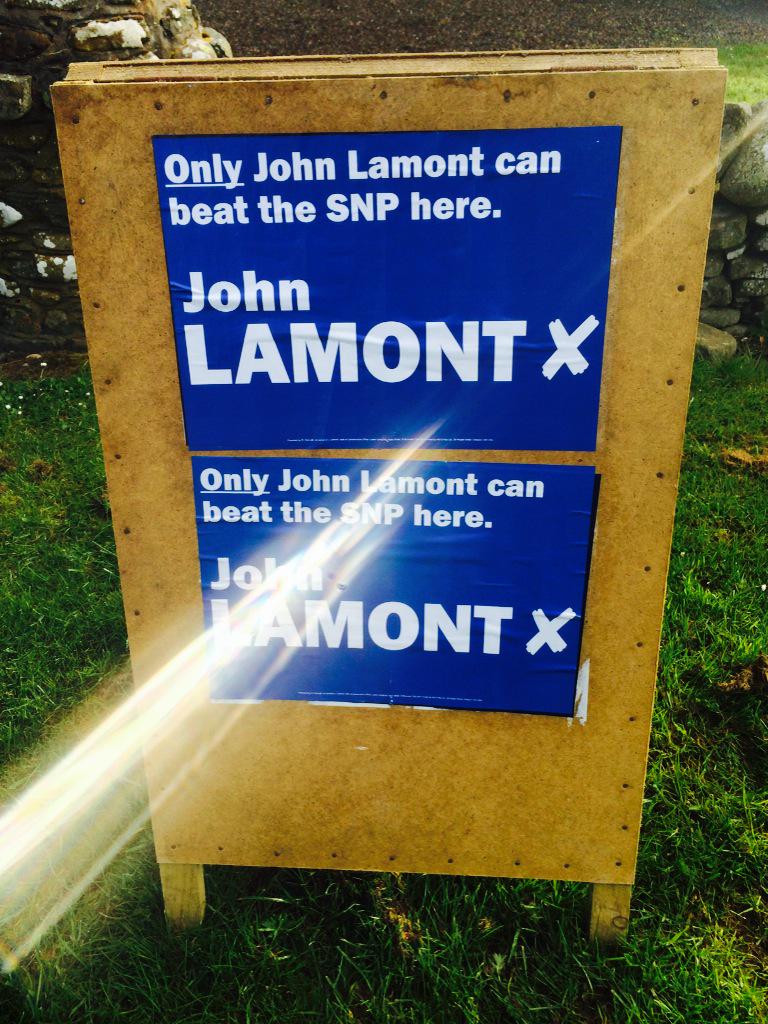 Only John Lamont can
beat the SNP here.
John
LAMONT X
Only John Lamont can
beat the SNP here.
John
LAMONT X